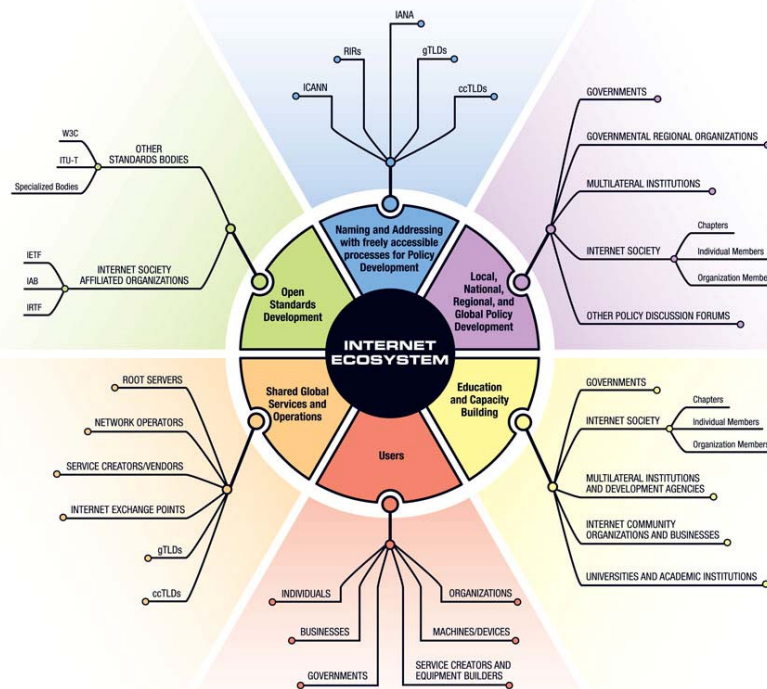 IANA
RIRs
gTLDs
ICANN
ccTLDs
W3C
ITU-T
Specialized Bodies
OTHER
STANDARDS BODIES
IETF
IAB
IRTF
INTERNET SOCIETY
AFFILIATED ORGANIZATIONS
GOVERNMENTS
GOVERNMENTAL REGIONAL ORGANIZATIONS
MULTILATERAL INSTITUTIONS
INTERNET SOCIETY
Chapters
Individual Members
Organization Members
OTHER POLICY DISCUSSION FORUMS
Naming and Addressing
with freely accessible
processes for Policy
Development
Open
Standards
Development
Local,
National,
Regional, and
Global Policy
Development
INTERNET
ECOSYSTEM
Shared Global
Services and
Operations
Education
and Capacity
Building
Users
ROOT SERVERS
NETWORK OPERATORS
SERVICE CREATORS/VENDORS
INTERNET EXCHANGE POINTS
gTLDs
ccTLDs
GOVERNMENTS
INTERNET SOCIETY
Chapters
Individual Members
Organization Members
MULTILATERAL INSTITUTIONS
AND DEVELOPMENT AGENCIES
INTERNET COMMUNITY
ORGANIZATIONS AND BUSINESSES
UNIVERSITIES AND ACADEMIC INSTITUTIONS
INDIVIDUALS
ORGANIZATIONS
BUSINESSES
MACHINES/DEVICES
GOVERNMENTS
SERVICE CREATORS AND
EQUIPMENT BUILDERS